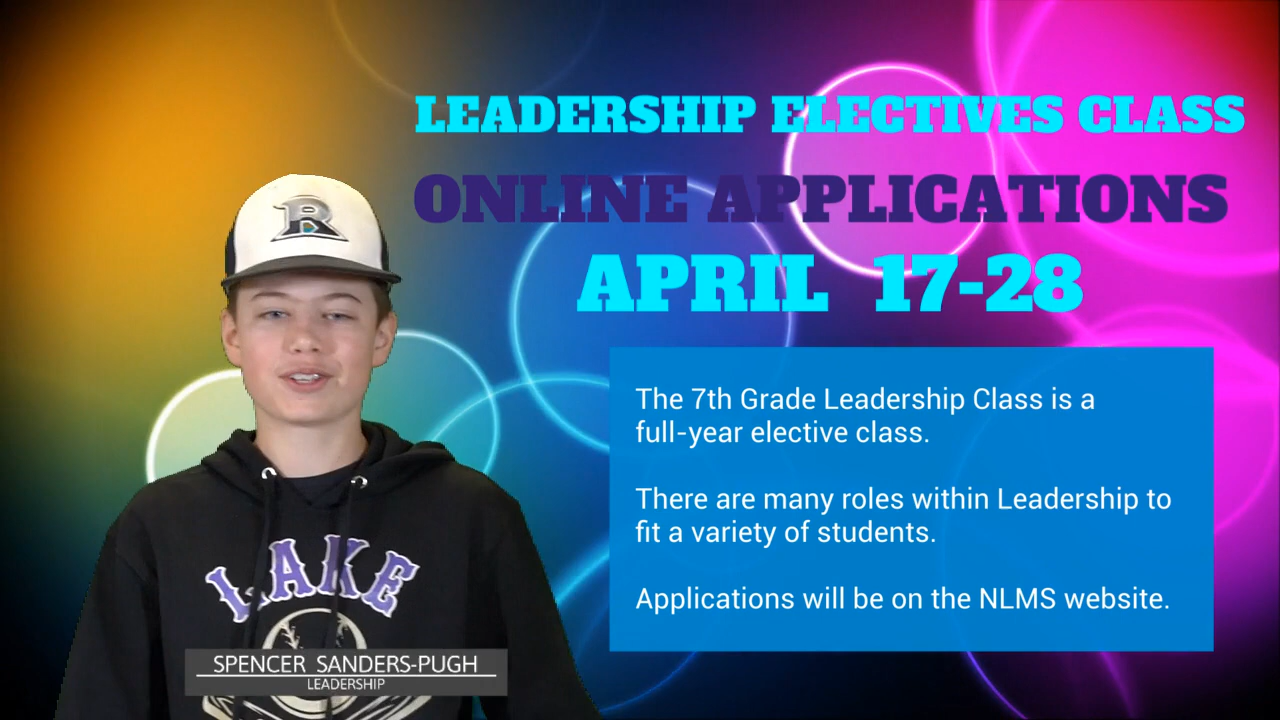 LEADERSHIP ELECTIVES CLASS
ONLINE APPLICATIONS
APRIL 17-28
R
The 7th Grade Leadership Class is a
full-year elective class.
There are many roles within Leadership to
fit a variety of students.
Applications will be on the NLMS website.
LAKE
SPENCER SANDERS-PUGH
LEADERSHIP